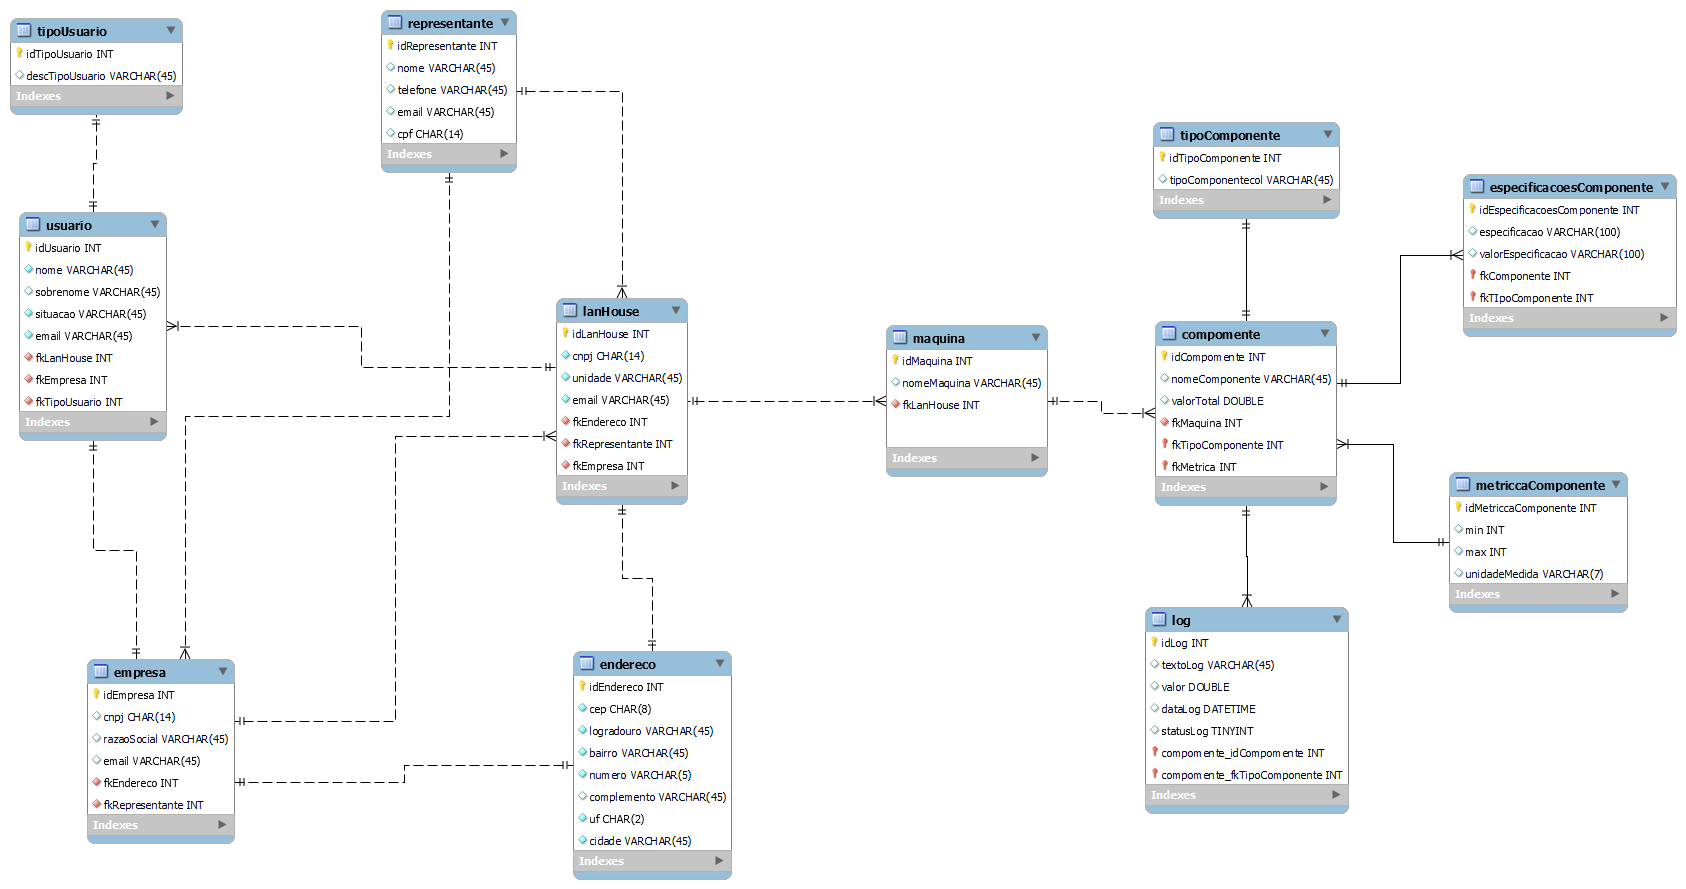 tipoUsuario
idTipoUsuario INT
descTipoUsuario VARCHAR(45)
Indexes
representante
idRepresentante INT
nome VARCHAR(45)
telefone VARCHAR(45)
email VARCHAR(45)
cpf CHAR(14)
Indexes
usuario
idUsuario INT
nome VARCHAR(45)
sobrenome VARCHAR(45)
situacao VARCHAR(45)
email VARCHAR(45)
fkLanHouse INT
fkEmpresa INT
fkTipoUsuario INT
Indexes
lanHouse
idLanHouse INT
cnpj CHAR(14)
unidade VARCHAR(45)
email VARCHAR(45)
fkEndereco INT
fkRepresentante INT
fkEmpresa INT
Indexes
empresa
idEmpresa INT
cnpj CHAR(14)
razaoSocial VARCHAR(45)
email VARCHAR(45)
fkEndereco INT
fkRepresentante INT
Indexes
endereco
idEndereco INT
cep CHAR(8)
logradouro VARCHAR(45)
bairro VARCHAR(45)
numero VARCHAR(5)
complemento VARCHAR(45)
uf CHAR(2)
cidade VARCHAR(45)
Indexes
maquina
idMaquina INT
nomeMaquina VARCHAR(45)
fkLanHouse INT
Indexes
tipoComponente
idTipoComponente INT
tipoComponentecol VARCHAR(45)
Indexes
compomente
idCompomente INT
nomeComponente VARCHAR(45)
valorTotal DOUBLE
fkMaquina INT
fkTipoComponente INT
fkMetrica INT
Indexes
especificacoesComponente
idEspecificacoesComponente INT
especificacao VARCHAR(100)
valorEspecificacao VARCHAR(100)
fkComponente INT
fkTIpoComponente INT
Indexes
metriccaComponente
idMetriccaComponente INT
min INT
max INT
unidadeMedida VARCHAR(7)
Indexes
log
idLog INT
textoLog VARCHAR(45)
valor DOUBLE
dataLog DATETIME
statusLog TINYINT
compomente_idCompomente INT
compomente_fkTipoComponente INT
Indexes